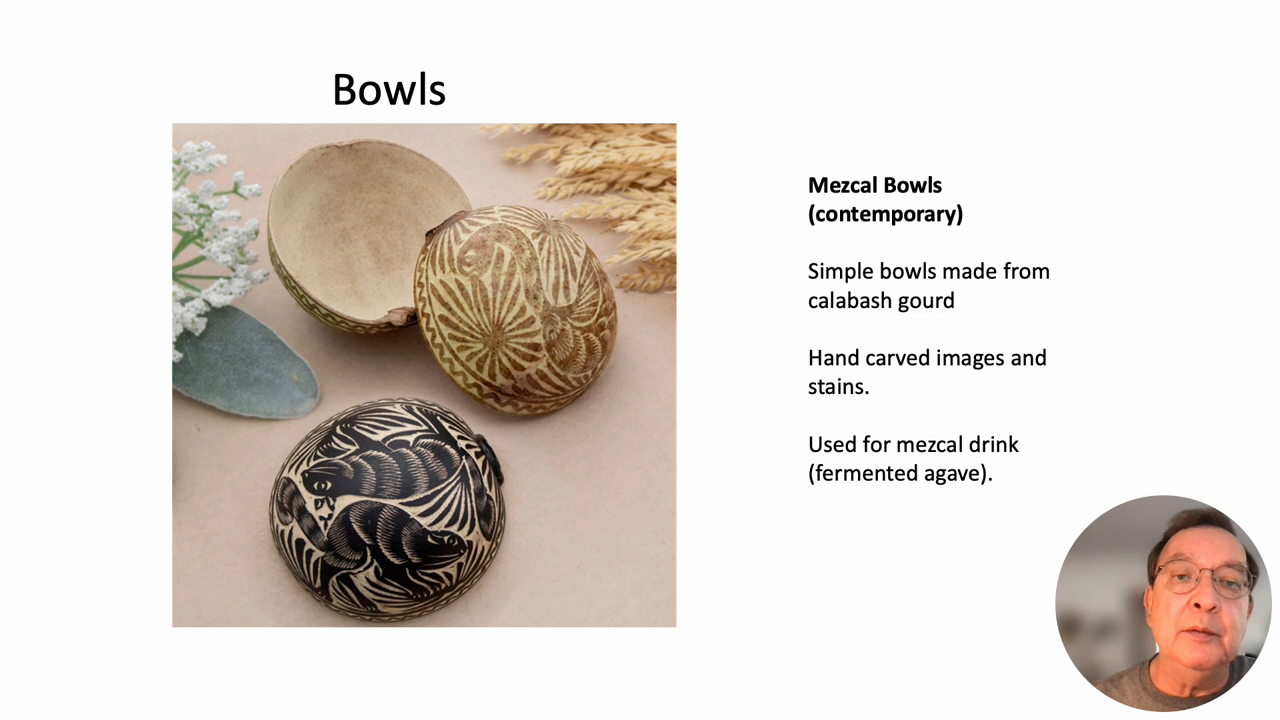 Bowls
Mezcal Bowls
(contemporary)
Simple bowls made from
calabash gourd
Hand carved images and
stains.
Used for mezcal drink
(fermented agave).